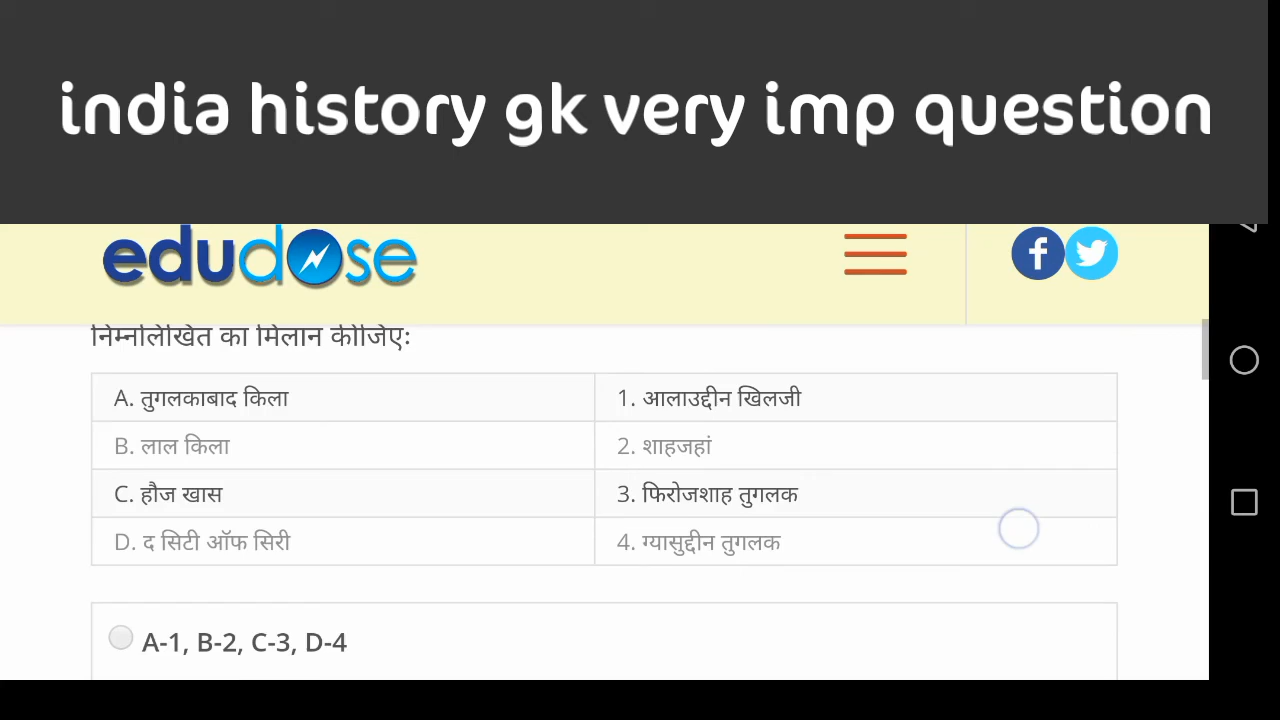 india history gk very imp question
edudose
निम्नलिखित का मिलान कीजिए:
A. तुगलकाबाद किला
1. आलाउद्दीन खिलजी
B. लाल किला
2. शाहजहां
C. हौज खास
3. फिरोजशाह तुगलक
D. द सिटी ऑफ सिरी
4. ग्यासुद्दीन तुगलक
A-1, B-2, C-3, D-4